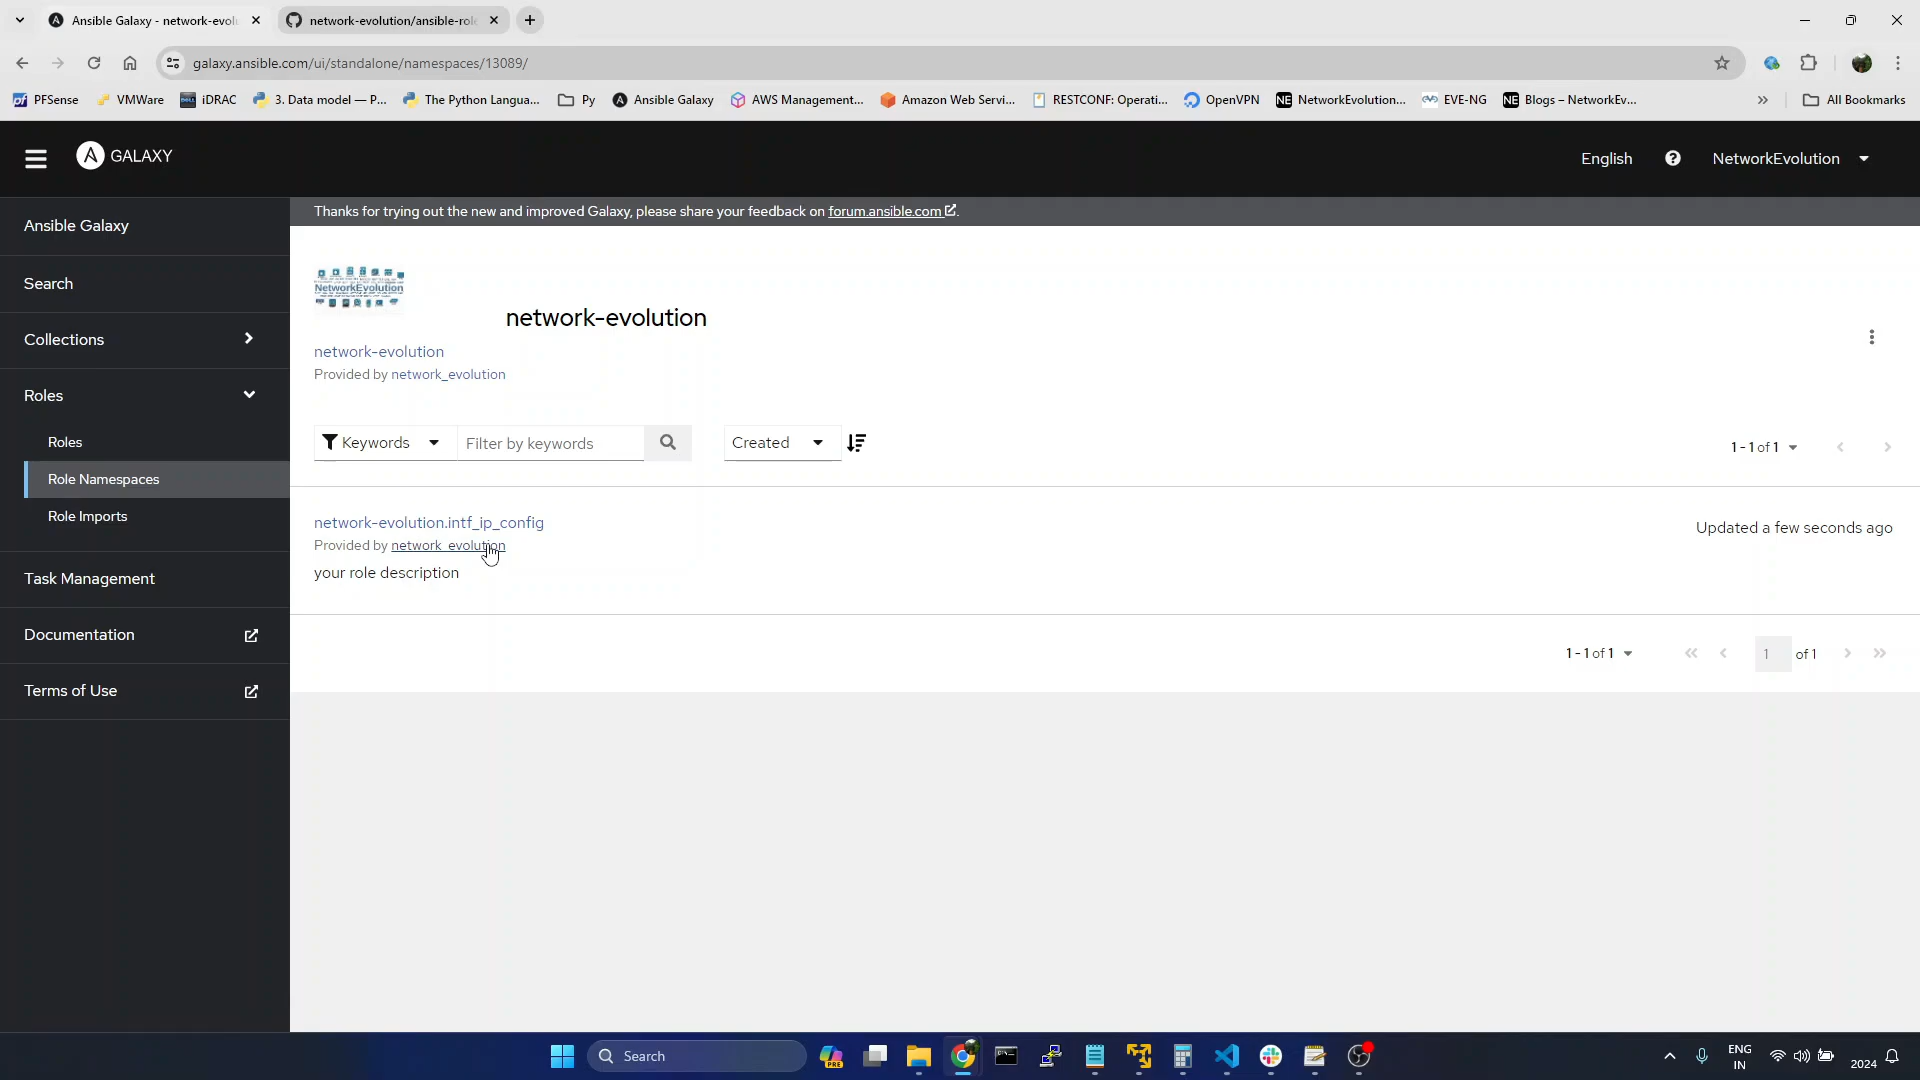 Ansible Galaxy - network-evolu
network-evolution/ansible-role
galaxy.ansible.com/ui/standalone/namespaces/13089/
PFSense
VMWare
iDRAC
3. Data model — P...
The Python Langua...
Py
Ansible Galaxy
AWS Management...
Amazon Web Servi...
RESTCONF: Operati...
OpenVPN
NetworkEvolution...
EVE-NG
Blogs – NetworkEv...
All Bookmarks
GALAXY
English
NetworkEvolution
Thanks for trying out the new and improved Galaxy, please share your feedback on forum.ansible.com.
Ansible Galaxy
Search
Collections
Roles
Roles
Role Namespaces
Role Imports
Task Management
Documentation
Terms of Use
NetworkEvolution
network-evolution
network-evolution
Provided by network_evolution
Keywords
Filter by keywords
Created
1 - 1 of 1
network-evolution.intf_ip_config
Updated a few seconds ago
Provided by network_evolution
your role description
1 - 1 of 1
1 of 1
Search
PRE
ENG
IN
2024